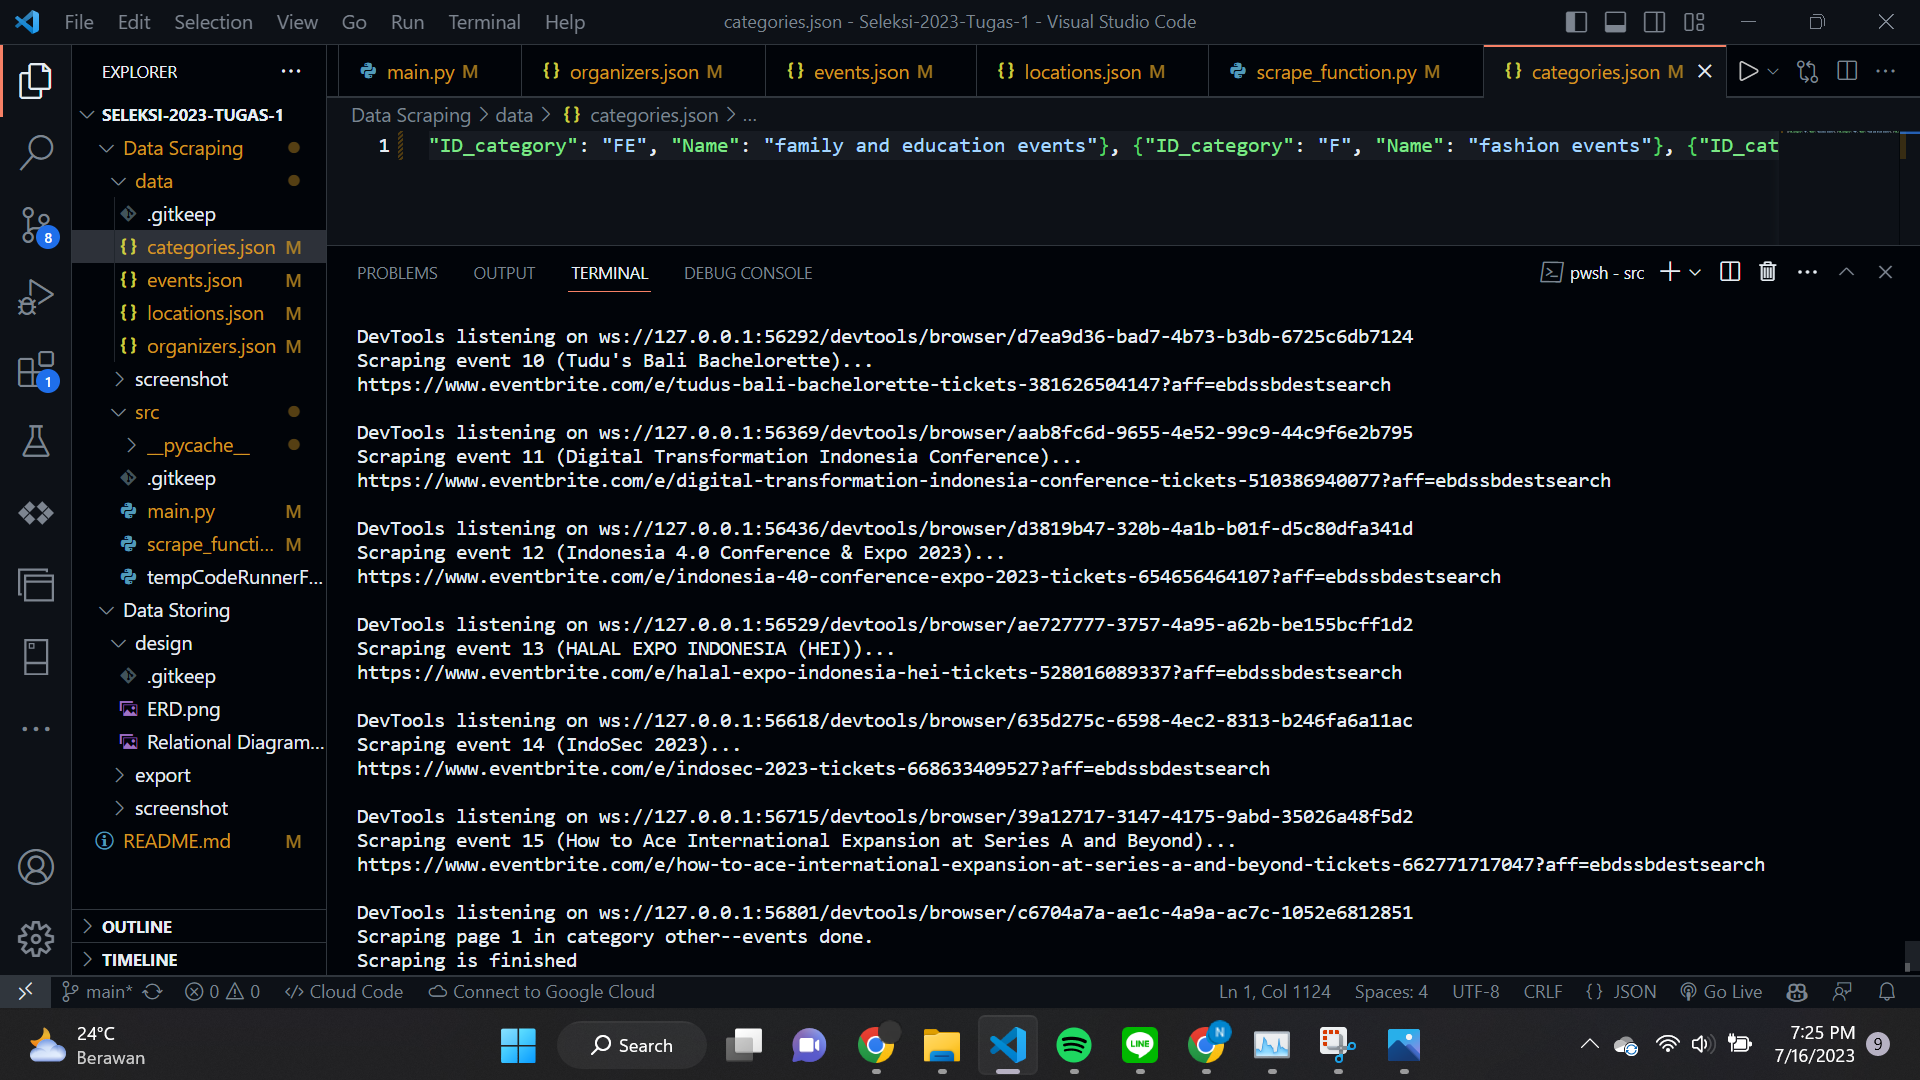 File Edit Selection View Go Run Terminal Help
categories.json - Seleksi-2023-Tugas-1 - Visual Studio Code
EXPLORER
main.py M
organizers.json M
events.json M
locations.json M
scrape_function.py M
categories.json M
Data Scraping > data > {} categories.json > ...
1 "ID_category": "FE", "Name": "family and education events"}, {"ID_category": "F", "Name": "fashion events"}, {"ID_cat
SELEKSI-2023-TUGAS-1
Data Scraping
data
.gitkeep
categories.json M
events.json M
locations.json M
organizers.json M
screenshot
src
__pycache__
.gitkeep
main.py M
scrape_functi... M
tempCodeRunnerF...
Data Storing
design
.gitkeep
ERD.png
Relational Diagram...
export
screenshot
README.md M
OUTLINE
TIMELINE
8
1
PROBLEMS OUTPUT TERMINAL DEBUG CONSOLE
pwsh - src
DevTools listening on ws://127.0.0.1:56292/devtools/browser/d7ea9d36-bad7-4b73-b3db-6725c6db7124
Scraping event 10 (Tudu's Bali Bachelorette)...
https://www.eventbrite.com/e/tudus-bali-bachelorette-tickets-381626504147?aff=ebdssbdestsearch
DevTools listening on ws://127.0.0.1:56369/devtools/browser/aab8fc6d-9655-4e52-99c9-44c9f6e2b795
Scraping event 11 (Digital Transformation Indonesia Conference)...
https://www.eventbrite.com/e/digital-transformation-indonesia-conference-tickets-510386940077?aff=ebdssbdestsearch
DevTools listening on ws://127.0.0.1:56436/devtools/browser/d3819b47-320b-4a1b-b01f-d5c80dfa341d
Scraping event 12 (Indonesia 4.0 Conference & Expo 2023)...
https://www.eventbrite.com/e/indonesia-40-conference-expo-2023-tickets-654656464107?aff=ebdssbdestsearch
DevTools listening on ws://127.0.0.1:56529/devtools/browser/ae727777-3757-4a95-a62b-be155bcff1d2
Scraping event 13 (HALAL EXPO INDONESIA (HEI))...
https://www.eventbrite.com/e/halal-expo-indonesia-hei-tickets-528016089337?aff=ebdssbdestsearch
DevTools listening on ws://127.0.0.1:56618/devtools/browser/635d275c-6598-4ec2-8313-b246fa6a11ac
Scraping event 14 (IndoSec 2023)...
https://www.eventbrite.com/e/indosec-2023-tickets-668633409527?aff=ebdssbdestsearch
DevTools listening on ws://127.0.0.1:56715/devtools/browser/39a12717-3147-4175-9abd-35026a48f5d2
Scraping event 15 (How to Ace International Expansion at Series A and Beyond)...
https://www.eventbrite.com/e/how-to-ace-international-expansion-at-series-a-and-beyond-tickets-662771717047?aff=ebdssbdestsearch
DevTools listening on ws://127.0.0.1:56801/devtools/browser/c6704a7a-ae1c-4a9a-ac7c-1052e6812851
Scraping page 1 in category other--events done.
Scraping is finished
main* 0 0 Cloud Code Connect to Google Cloud
Ln 1, Col 1124 Spaces: 4 UTF-8 CRLF {} JSON Go Live
24°C
Berawan
Search
LINE
N
7:25 PM
7/16/2023
9